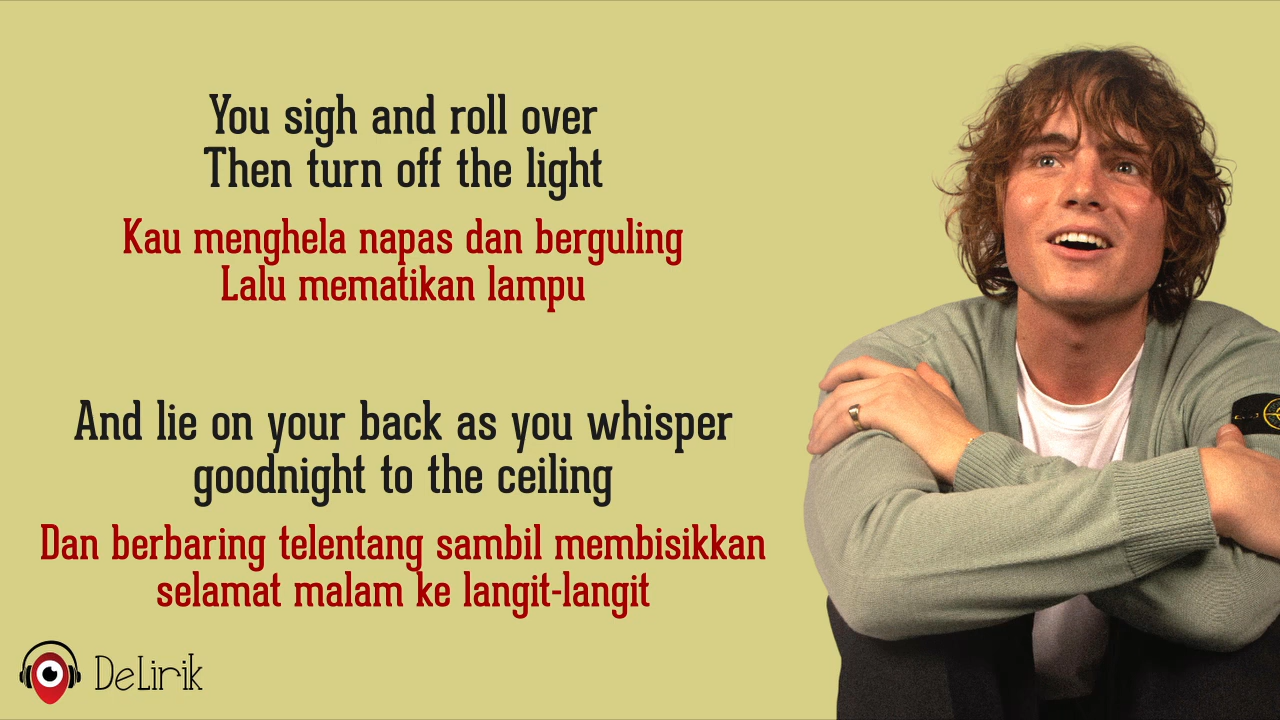 You sigh and roll over
Then turn off the light
Kau menghela napas dan berguling
Lalu mematikan lampu
And lie on your back as you whisper
goodnight to the ceiling
Dan berbaring telentang sambil membisikkan
selamat malam ke langit-langit
DeLirik